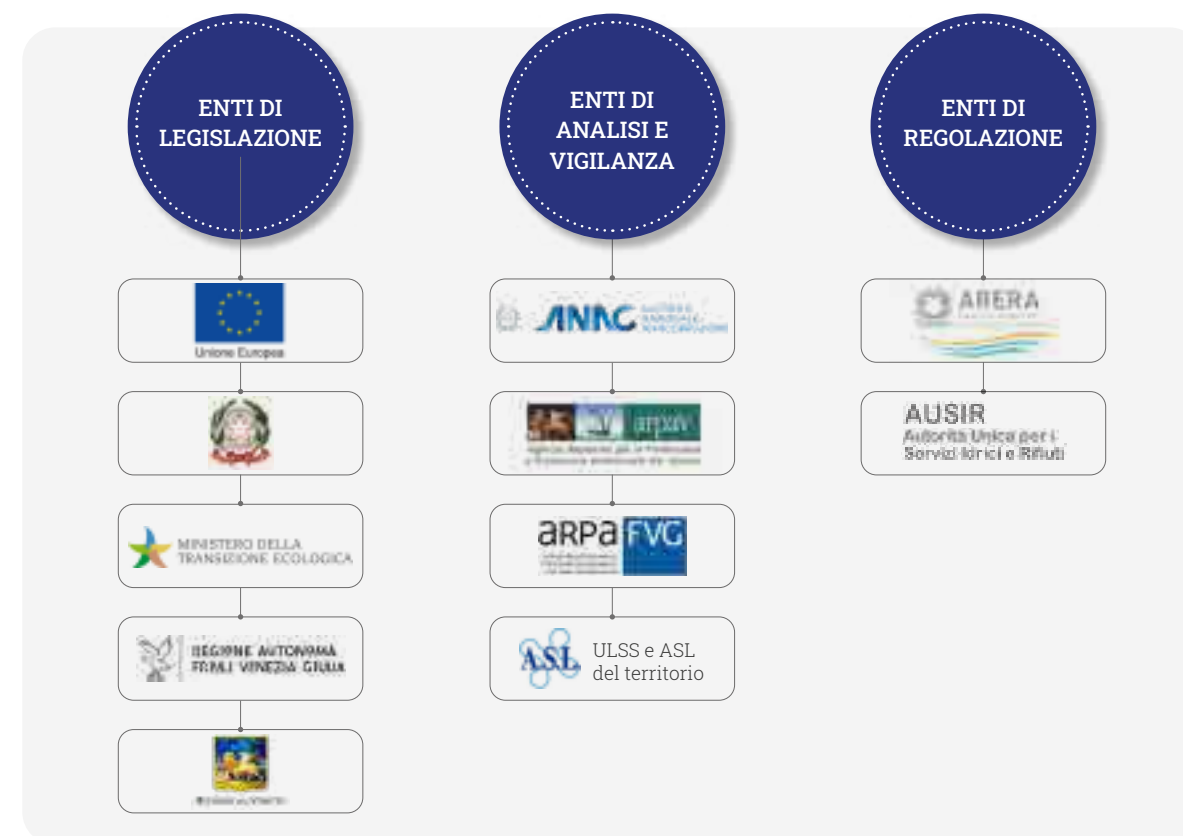 ENTI DI
LEGISLAZIONE
Unione Europea
MINISTERO DELLA
TRANSIZIONE ECOLOGICA
REGIONE AUTONOMA
FRIULI VENEZIA GIULIA
ENTI DI
ANALISI E
VIGILANZA
ANAC
arpav
arpa FVG
ASL
ULSS e ASL
del territorio
ENTI DI
REGOLAZIONE
ARERA
AUSIR
Autorità Unica per i
Servizi Idrici e Rifiuti